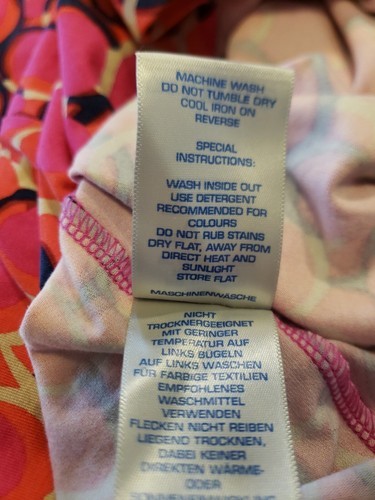 MACHINE WASH
DO NOT TUMBLE DRY
COOL IRON ON
REVERSE
SPECIAL
INSTRUCTIONS:
WASH INSIDE OUT
USE DETERGENT
RECOMMENDED FOR
COLOURS
DO NOT RUB STAINS
DRY FLAT, AWAY FROM
DIRECT HEAT AND
SUNLIGHT
STORE FLAT
MASCHINENWÄSCHE
NICHT
TROCKNERGEEIGNET
MIT GERINGER
TEMPERATUR AUF
LINKS BÜGELN
AUF LINKS WASCHEN
FÜR FARBIGE TEXTILIEN
EMPFOHLENES
WASCHMITTEL
VERWENDEN
FLECKEN NICHT REIBEN
LIEGEND TROCKNEN,
DABEI KEINER
DIREKTEN WÄRME-
ODER